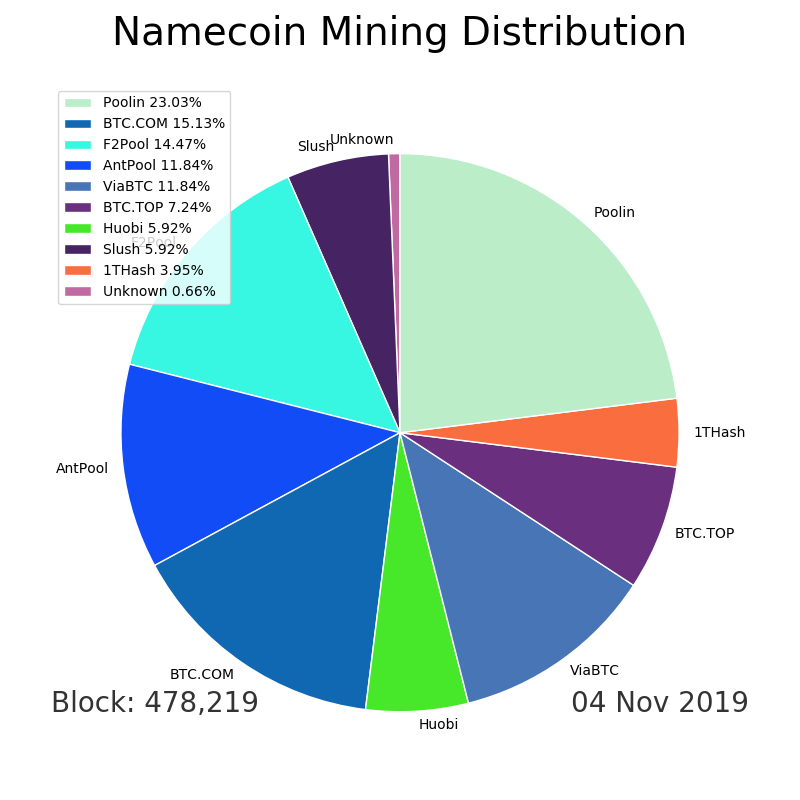 Namecoin Mining Distribution
Poolin 23.03%
BTC.COM 15.13%
F2Pool 14.47%
AntPool 11.84%
ViaBTC 11.84%
BTC.TOP 7.24%
Huobi 5.92%
Slush 5.92%
1THash 3.95%
Unknown 0.66%
Unknown
Slush
Poolin
F2Pool
1THash
AntPool
BTC.TOP
ViaBTC
BTC.COM
Huobi
Block: 478,219
04 Nov 2019